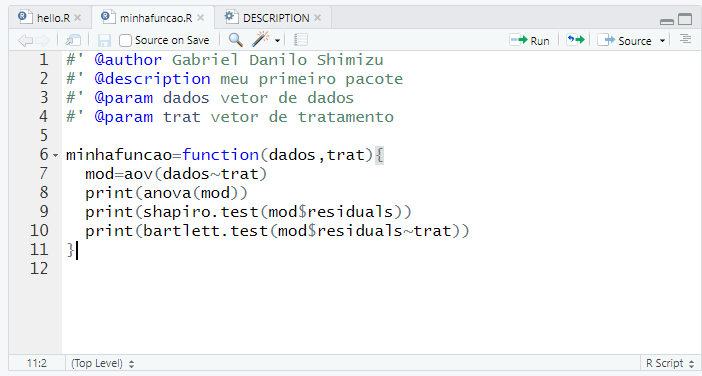 hello.R
minhafuncao.R
DESCRIPTION
Source on Save
Run
Source
1 #' @author Gabriel Danilo Shimizu
2 #' @description meu primeiro pacote
3 #' @param dados vetor de dados
4 #' @param trat vetor de tratamento
5
6 minhafuncao=function(dados,trat){
7 mod=aov(dados~trat)
8 print(anova(mod))
9 print(shapiro.test(mod$residuals))
10 print(bartlett.test(mod$residuals~trat))
11 }
12
11:2 (Top Level) R Script